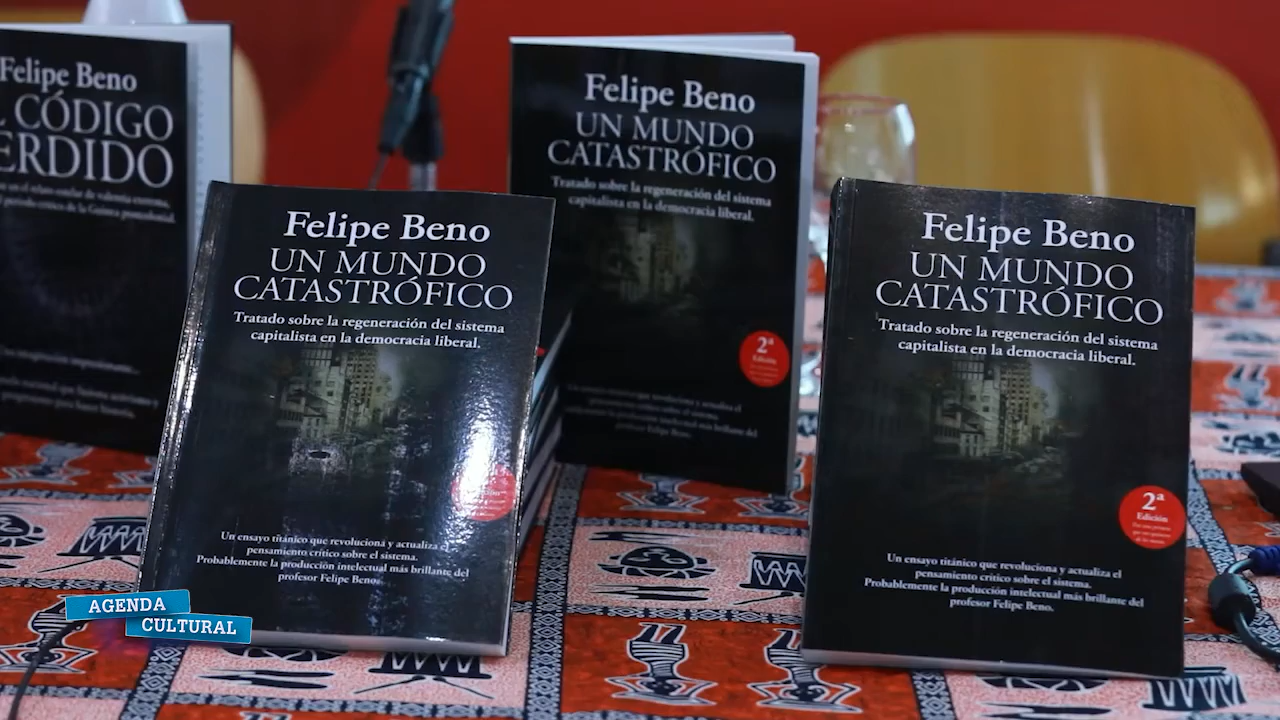 Felipe Beno
L CÓDIGO
ERDIDO
Felipe Beno
UN MUNDO
CATASTRÓFICO
Tratado sobre la regeneración del sistema
capitalista en la democracia liberal.
2ª
Edición
Felipe Beno
UN MUNDO
CATASTRÓFICO
Tratado sobre la regeneración del sistema
capitalista en la democracia liberal.
Un ensayo titánico que revoluciona y actualiza el
pensamiento crítico sobre el sistema.
Probablemente la producción intelectual más brillante del
profesor Felipe Beno.
Felipe Beno
UN MUNDO
CATASTRÓFICO
Tratado sobre la regeneración del sistema
capitalista en la democracia liberal.
2ª
Edición
Un ensayo titánico que revoluciona y actualiza el
pensamiento crítico sobre el sistema.
Probablemente la producción intelectual más brillante del
profesor Felipe Beno.
AGENDA
CULTURAL